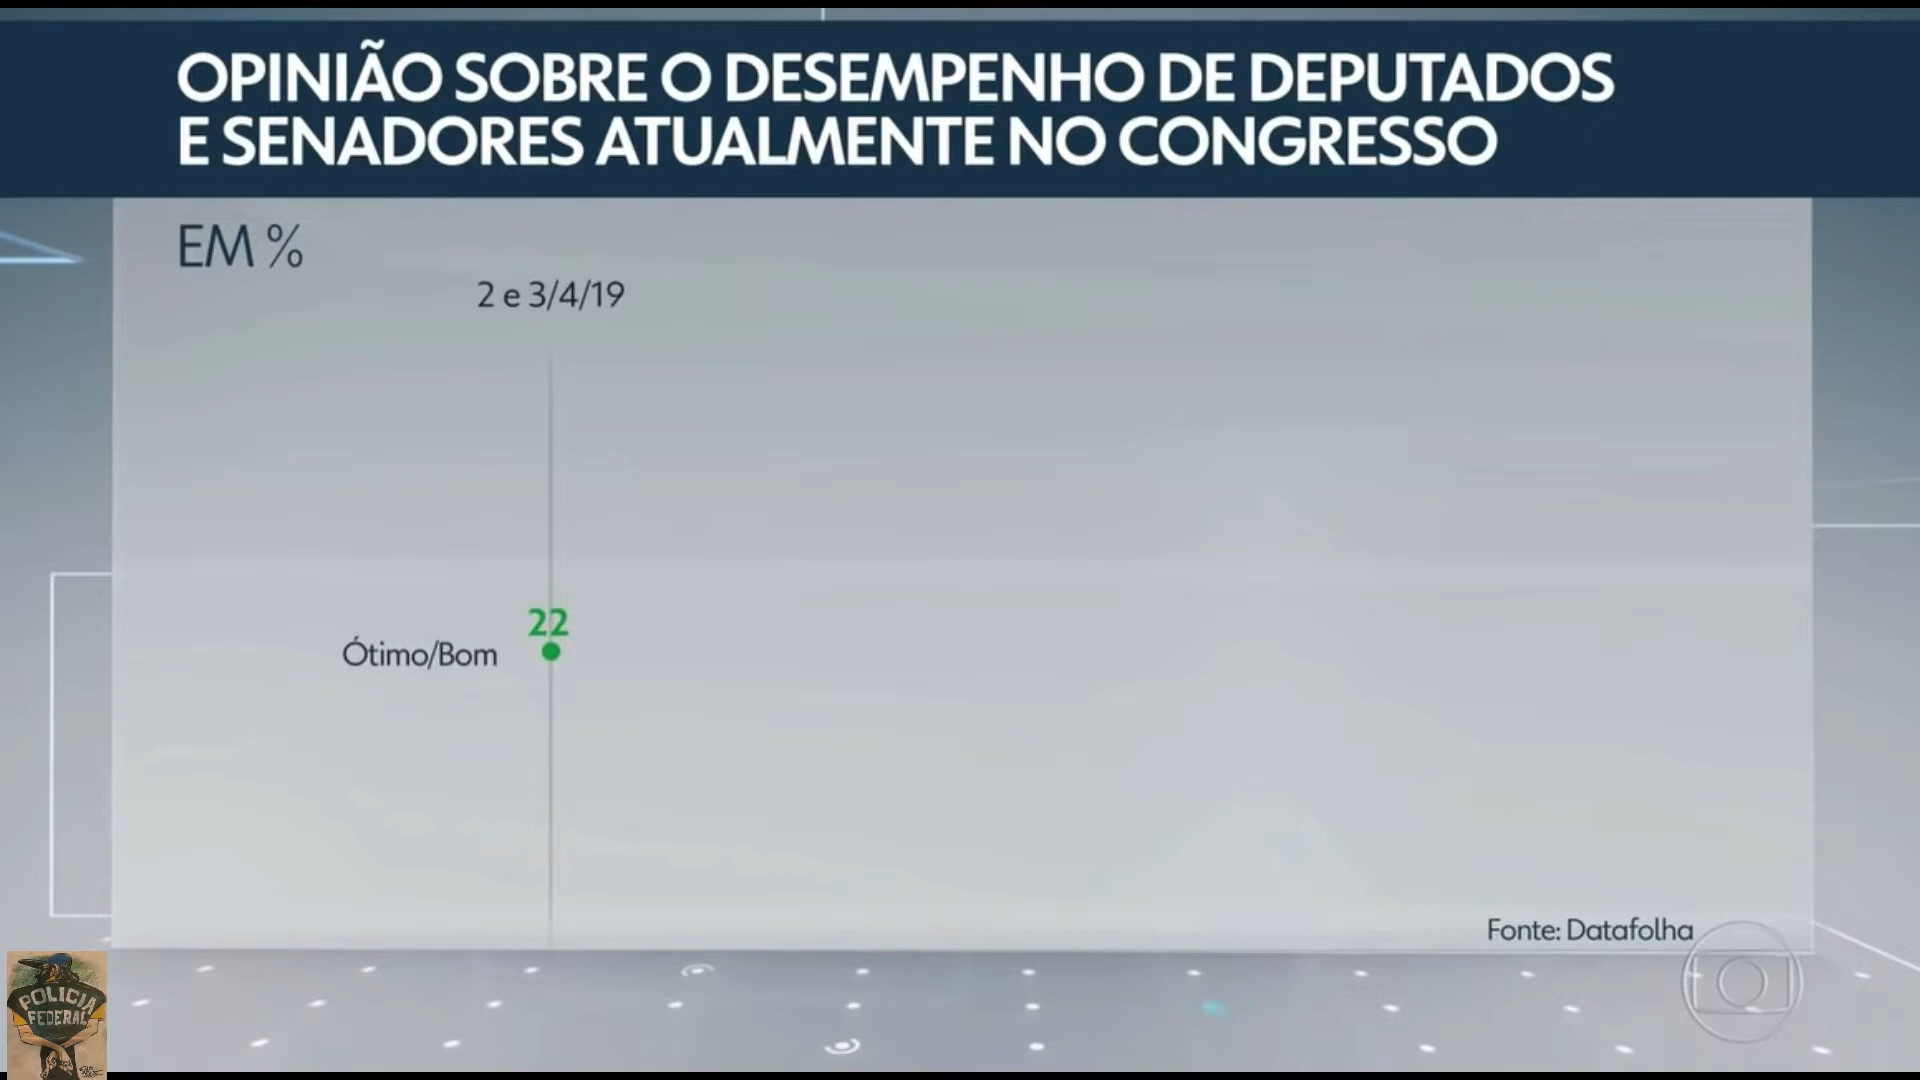 OPINIÃO SOBRE O DESEMPENHO DE DEPUTADOS
E SENADORES ATUALMENTE NO CONGRESSO
EM %
2 e 3/4/19
22
Ótimo/Bom
Fonte: Datafolha
POLICIA
FEDERAL